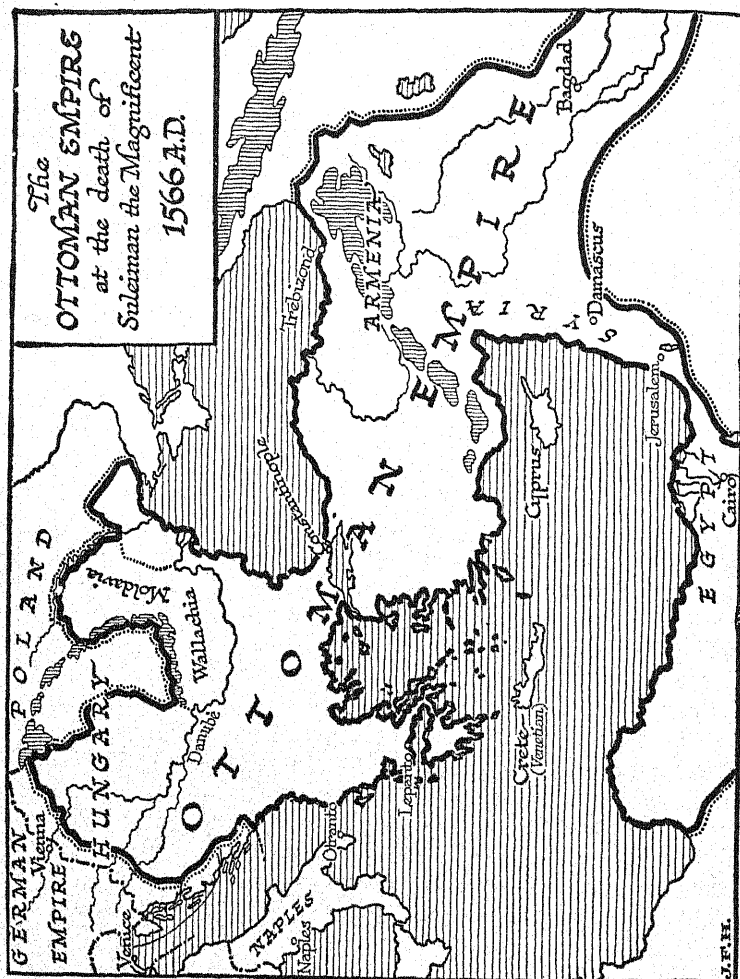 The
OTTOMAN EMPIRE
at the death of
Suleiman the Magnificent
1566 A.D.
GERMAN
EMPIRE
Vienna
POLAND
HUNGARY
Moldavia
Wallachia
Danube
Venice
NAPLES
Naples
Otranto
Lepanto
Constantinople
Trebizond
ARMENIA
OTTOMAN EMPIRE
Bagdad
SYRIA
Damascus
Jerusalem
Cyprus
Crete
(Venetian)
EGYPT
Cairo
J.F.H.